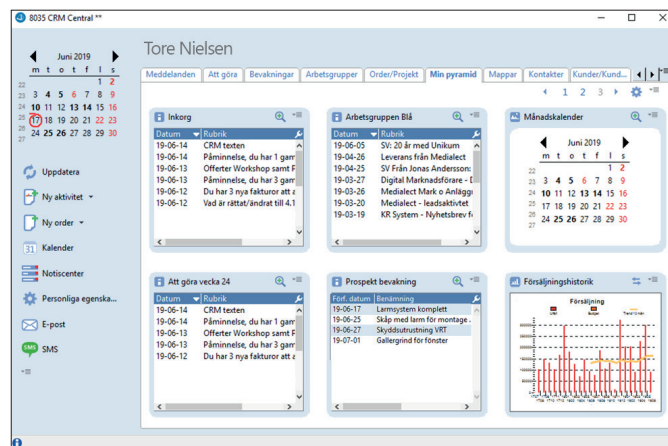 8035 CRM Central **
Tore Nielsen
Juni 2019
m t o t f l s
22 1 2
23 3 4 5 6 7 8 9
24 10 11 12 13 14 15 16
25 17 18 19 20 21 22 23
26 24 25 26 27 28 29 30
27
Uppdatera
Ny aktivitet
Ny order
31 Kalender
Notiscenter
Personliga egenska...
E-post
SMS SMS
Meddelanden Att göra Bevakningar Arbetsgrupper Order/Projekt Min pyramid Mappar Kontakter Kunder/Kund...
1 2 3
Inkorg
Datum Rubrik
19-06-14 CRM texten
19-06-14 Påminnelse, du har 1 gam
19-06-13 Offerter Workshop samt F
19-06-13 Påminnelse, du har 3 gam
19-06-12 Du har 3 nya fakturor att a
19-06-12 Vad är rättat/ändrat till 4.1
Arbetsgruppen Blå
Datum Rubrik
19-06-05 SV: 20 år med Unikum
19-04-26 Leverans från Medialect
19-04-25 SV Från Jonas Andersson:
19-03-27 Digital Marknadsförare - D
19-03-26 Medialect Mark o Anläggn
19-03-20 Medialect - leadsaktivtet
19-03-19 KR System - Nyhetsbrev fö
Månadskalender
Juni 2019
m t o t f l s
22 1 2
23 3 4 5 6 7 8 9
24 10 11 12 13 14 15 16
25 17 18 19 20 21 22 23
26 24 25 26 27 28 29 30
27
Att göra vecka 24
Datum Rubrik
19-06-14 CRM texten
19-06-14 Påminnelse, du har 1 gam
19-06-13 Offerter Workshop samt F
19-06-13 Påminnelse, du har 3 gam
19-06-12 Du har 3 nya fakturor att a
Prospekt bevakning
Förf. datum Benämning
19-06-17 Larmsystem komplett
19-06-25 Skåp med larm för montage .
19-06-27 Skyddsutrustning VRT
19-07-01 Gallergrind för fönster
Försäljningshistorik
Försäljning